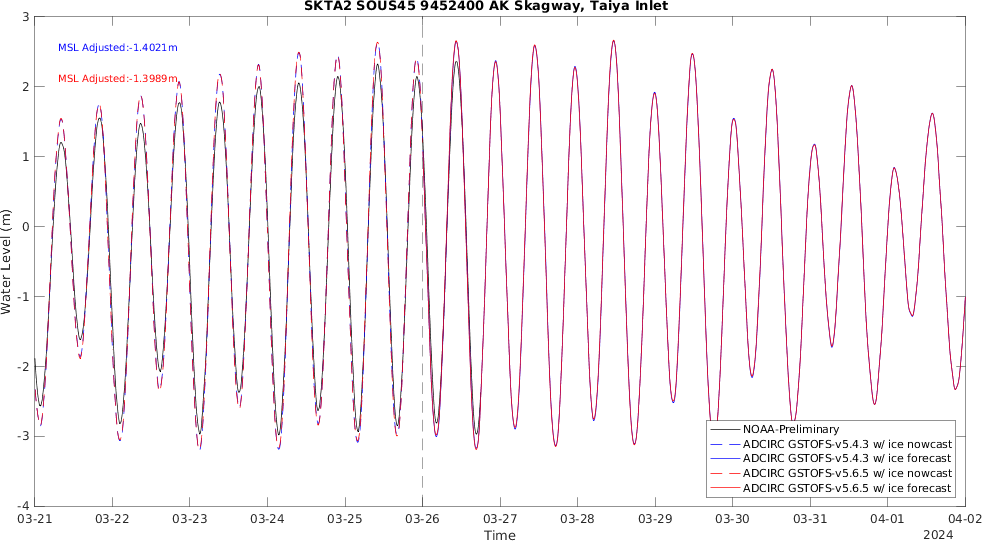 SKTA2 SOUS45 9452400 AK Skagway, Taiya Inlet
MSL Adjusted:-1.4021m
MSL Adjusted:-1.3989m
Water Level (m)
3
2
1
0
-1
-2
-3
-4
NOAA-Preliminary
ADCIRC GSTOFS-v5.4.3 w/ ice nowcast
ADCIRC GSTOFS-v5.4.3 w/ ice forecast
ADCIRC GSTOFS-v5.6.5 w/ ice nowcast
ADCIRC GSTOFS-v5.6.5 w/ ice forecast
03-21 03-22 03-23 03-24 03-25 03-26 03-27 03-28 03-29 03-30 03-31 04-01 04-02
Time
2024